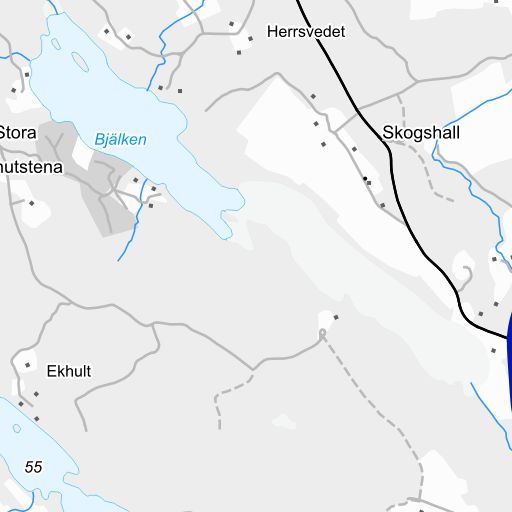 Herrsvedet
Stora
Bjälken
Skogshall
nutstena
Ekhult
55